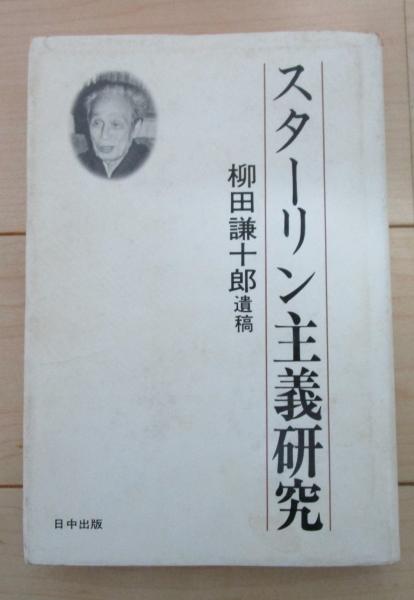 スターリン主義研究
柳田謙十郎遺稿
日中出版